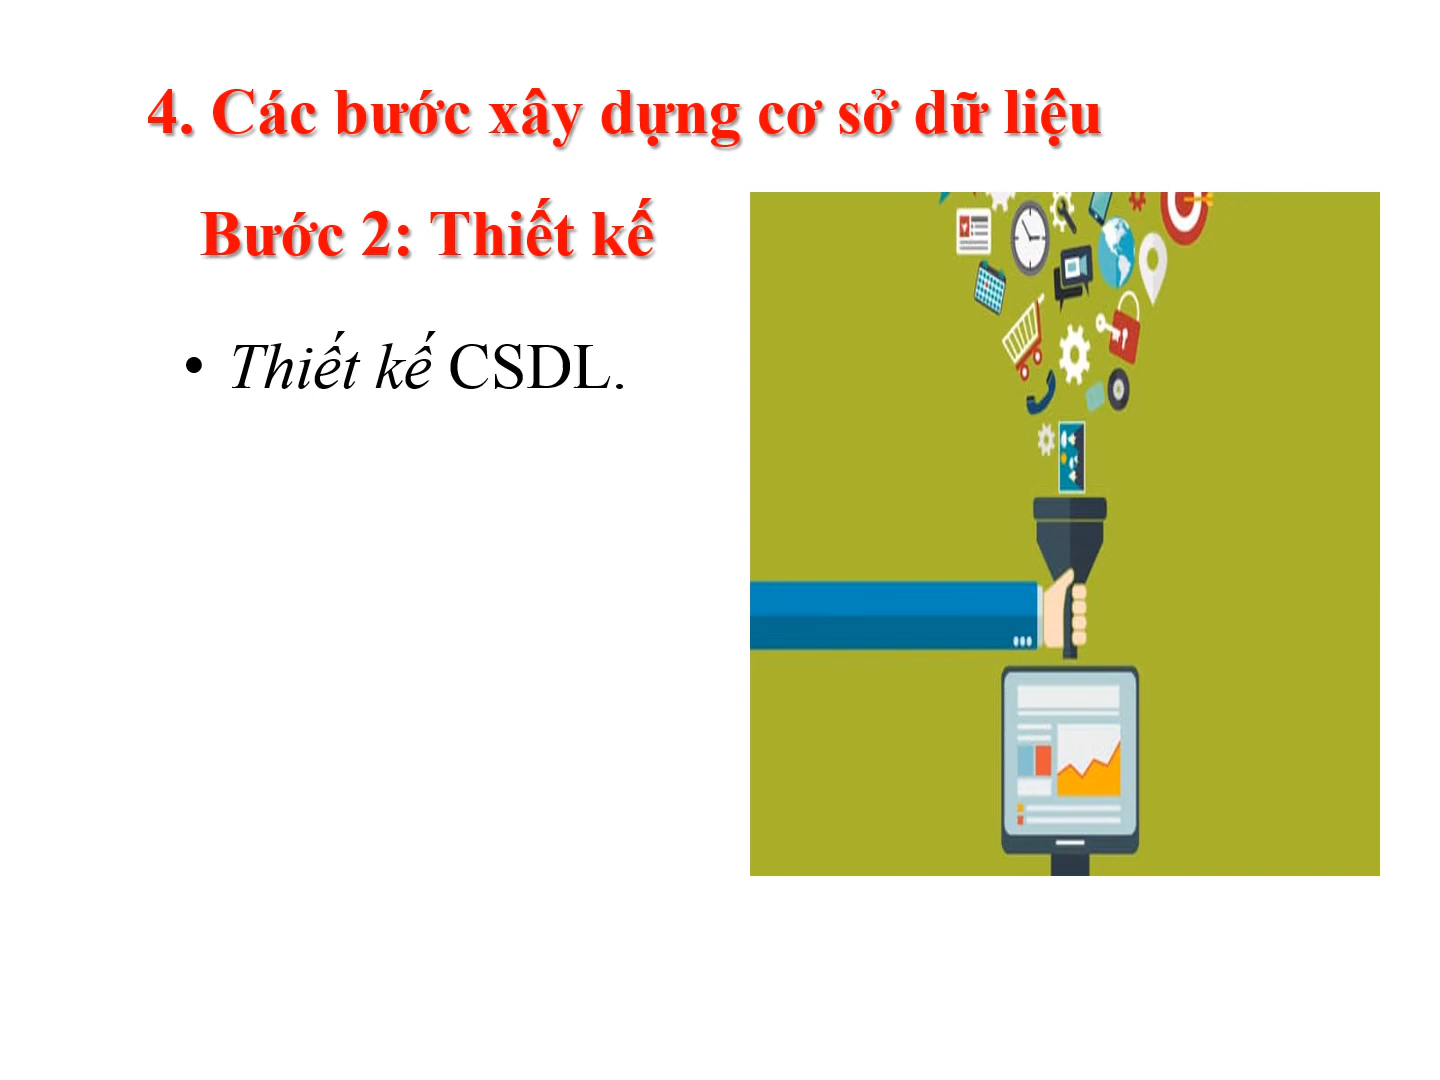 4. Các bước xây dựng cơ sở dữ liệu
Bước 2: Thiết kế
• Thiết kế CSDL.